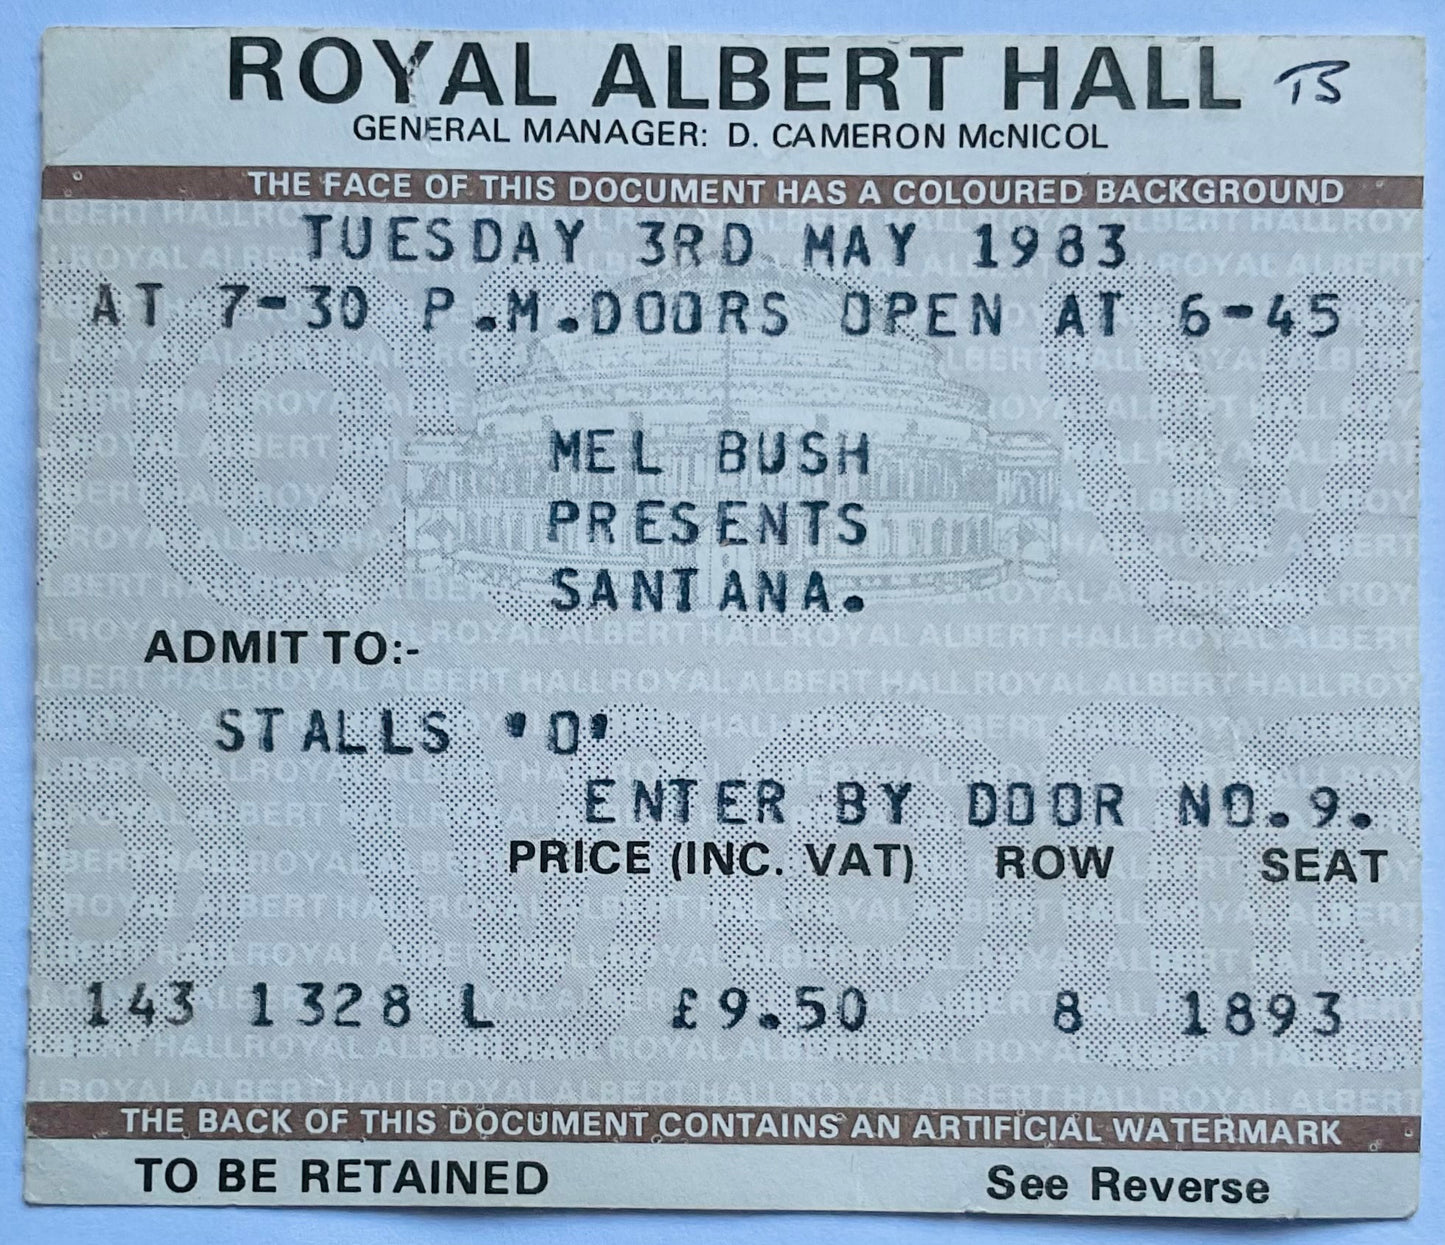 ROYAL ALBERT HALL TS
GENERAL MANAGER: D. CAMERON McNICOL
THE FACE OF THIS DOCUMENT HAS A COLOURED BACKGROUND
TUESDAY 3RD MAY 1983
AT 7-30 P.M.DOORS OPEN AT 6-45
MEL BUSH
PRESENTS
SANTANA.
ADMIT TO:-
STALLS 'O'
ENTER BY DOOR NO.9.
PRICE (INC. VAT) ROW SEAT
143 1328 L £9.50 8 1893
THE BACK OF THIS DOCUMENT CONTAINS AN ARTIFICIAL WATERMARK
TO BE RETAINED See Reverse